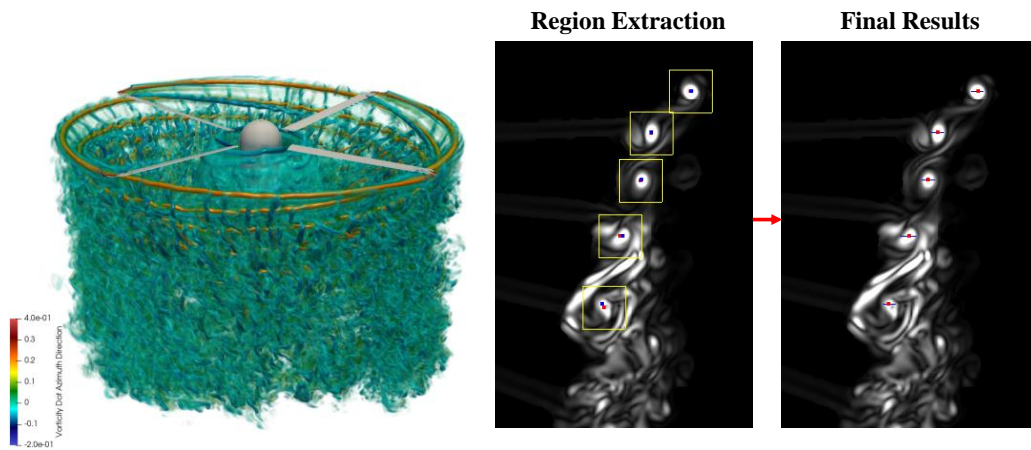 Region Extraction
Final Results
4.0e-01
0.3
0.2
0.1
0
-0.1
-2.0e-01
Vorticity Dot Azimuth Direction